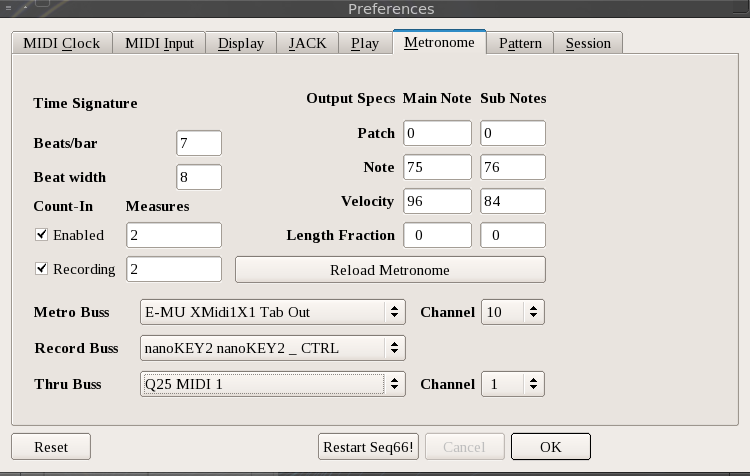 Preferences
MIDI Clock MIDI Input Display JACK Play Metronome Pattern Session
Time Signature
Output Specs Main Note Sub Notes
Beats/bar 7
Patch 0 0
Beat width 8
Note 75 76
Count-In Measures
Velocity 96 84
Enabled 2
Length Fraction 0 0
Recording 2
Reload Metronome
Metro Buss E-MU XMidi1X1 Tab Out Channel 10
Record Buss nanoKEY2 nanoKEY2 _ CTRL
Thru Buss Q25 MIDI 1 Channel 1
Reset Restart Seq66! Cancel OK